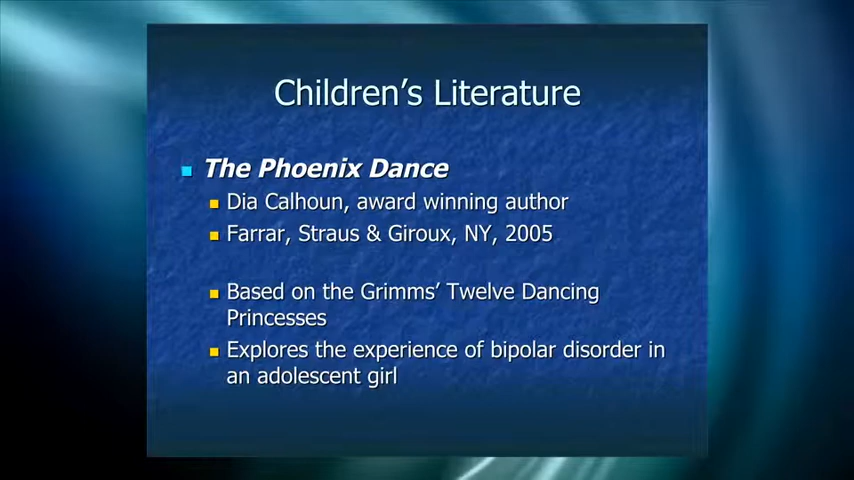 Children's Literature
The Phoenix Dance
Dia Calhoun, award winning author
Farrar, Straus & Giroux, NY, 2005
Based on the Grimms' Twelve Dancing
Princesses
Explores the experience of bipolar disorder in
an adolescent girl